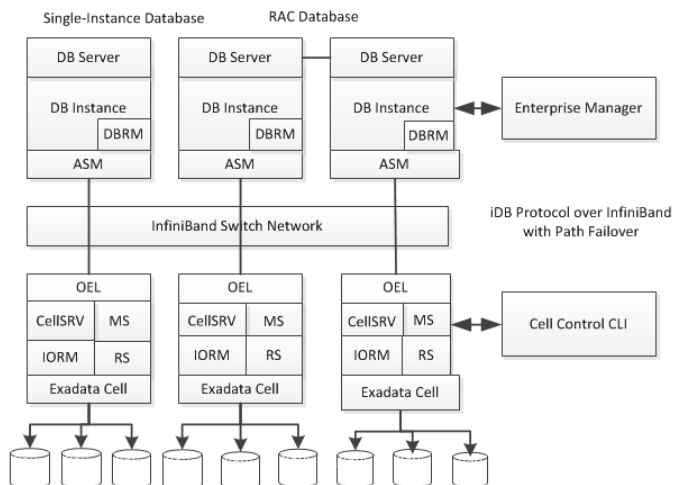 Single-Instance Database
RAC Database
DB Server
DB Server
DB Server
DB Instance
DB Instance
DB Instance
Enterprise Manager
DBRM
DBRM
DBRM
ASM
ASM
ASM
InfiniBand Switch Network
iDB Protocol over InfiniBand
with Path Failover
OEL
OEL
OEL
CellSRV
MS
CellSRV
MS
CellSRV
MS
Cell Control CLI
IORM
RS
IORM
RS
IORM
RS
Exadata Cell
Exadata Cell
Exadata Cell